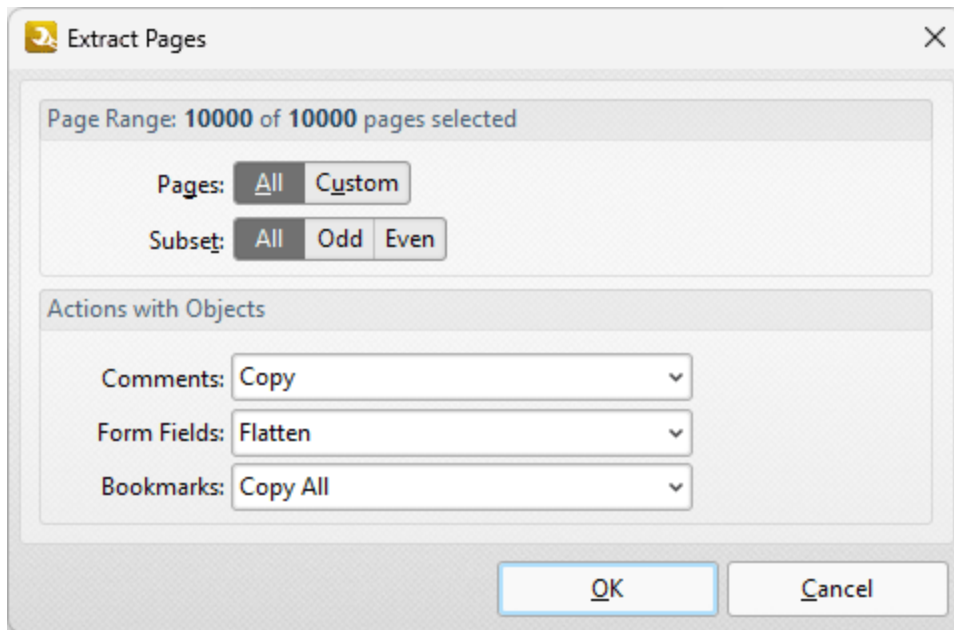 Extract Pages
Page Range: 10000 of 10000 pages selected
Pages: All Custom
Subset: All Odd Even
Actions with Objects
Comments: Copy
Form Fields: Flatten
Bookmarks: Copy All
OK Cancel